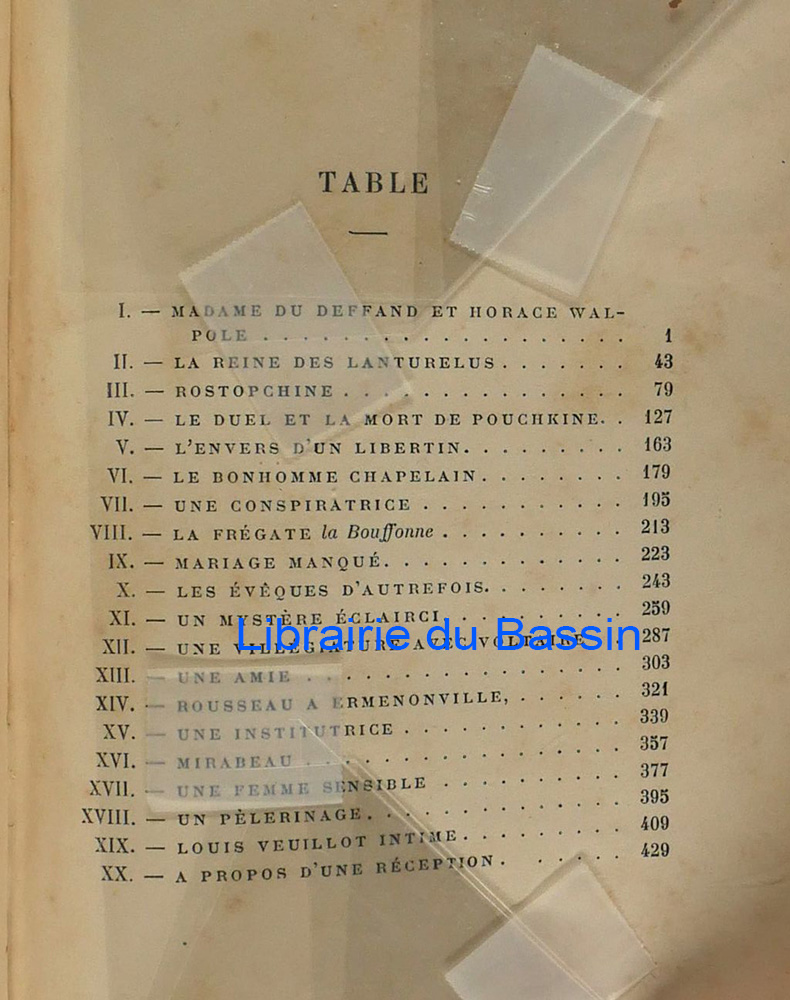 TABLE
I. — MADAME DU DEFFAND ET HORACE WAL-
POLE . . . . . . . . . . . . . . . . . . . 1
II. — LA REINE DES LANTURELUS . . . . . . . 43
III. — ROSTOPCHINE . . . . . . . . . . . . . . . 79
IV. — LE DUEL ET LA MORT DE POUCHKINE. . 127
V. — L'ENVERS D'UN LIBERTIN. . . . . . . . . 163
VI. — LE BONHOMME CHAPELAIN. . . . . . . . 179
VII. — UNE CONSPIRATRICE . . . . . . . . . . . 195
VIII. — LA FRÉGATE la Bouffonne . . . . . . . . . . 213
IX. — MARIAGE MANQUÉ. . . . . . . . . . . . . 223
X. — LES ÉVÊQUES D'AUTREFOIS. . . . . . . . 243
XI. — UN MYSTÈRE ÉCLAIRCI . . . . . . . . . . 259
XII. — UNE VILLÉGIATURE AVEC VOLTAIRE . . 287
Librairie du Bassin
XIII. — UNE AMIE . . . . . . . . . . . . . . . . . 303
XIV. — ROUSSEAU A ERMENONVILLE, . . . . . . 321
XV. — UNE INSTITUTRICE . . . . . . . . . . . . 339
XVI. — MIRABEAU . . . . . . . . . . . . . . . . . 357
XVII. — UNE FEMME SENSIBLE . . . . . . . . . . 377
XVIII. — UN PÈLERINAGE. . . . . . . . . . . . . . 395
XIX. — LOUIS VEUILLOT INTIME . . . . . . . . . 409
XX. — A PROPOS D'UNE RÉCEPTION . . . . . . 429